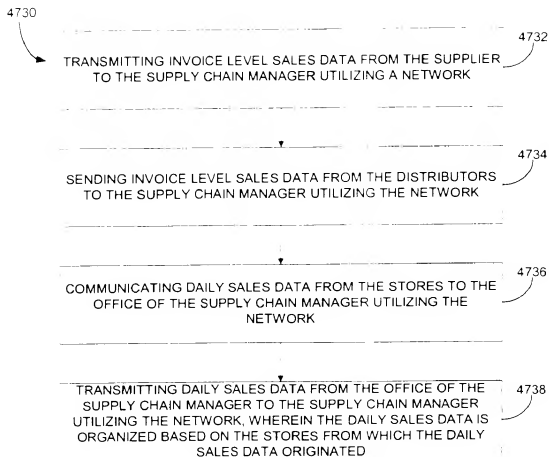 4730
4732
TRANSMITTING INVOICE LEVEL SALES DATA FROM THE SUPPLIER
TO THE SUPPLY CHAIN MANAGER UTILIZING A NETWORK
4734
SENDING INVOICE LEVEL SALES DATA FROM THE DISTRIBUTORS
TO THE SUPPLY CHAIN MANAGER UTILIZING THE NETWORK
4736
COMMUNICATING DAILY SALES DATA FROM THE STORES TO THE
OFFICE OF THE SUPPLY CHAIN MANAGER UTILIZING THE
NETWORK
4738
TRANSMITTING DAILY SALES DATA FROM THE OFFICE OF THE
SUPPLY CHAIN MANAGER TO THE SUPPLY CHAIN MANAGER
UTILIZING THE NETWORK, WHEREIN THE DAILY SALES DATA IS
ORGANIZED BASED ON THE STORES FROM WHICH THE DAILY
SALES DATA ORIGINATED